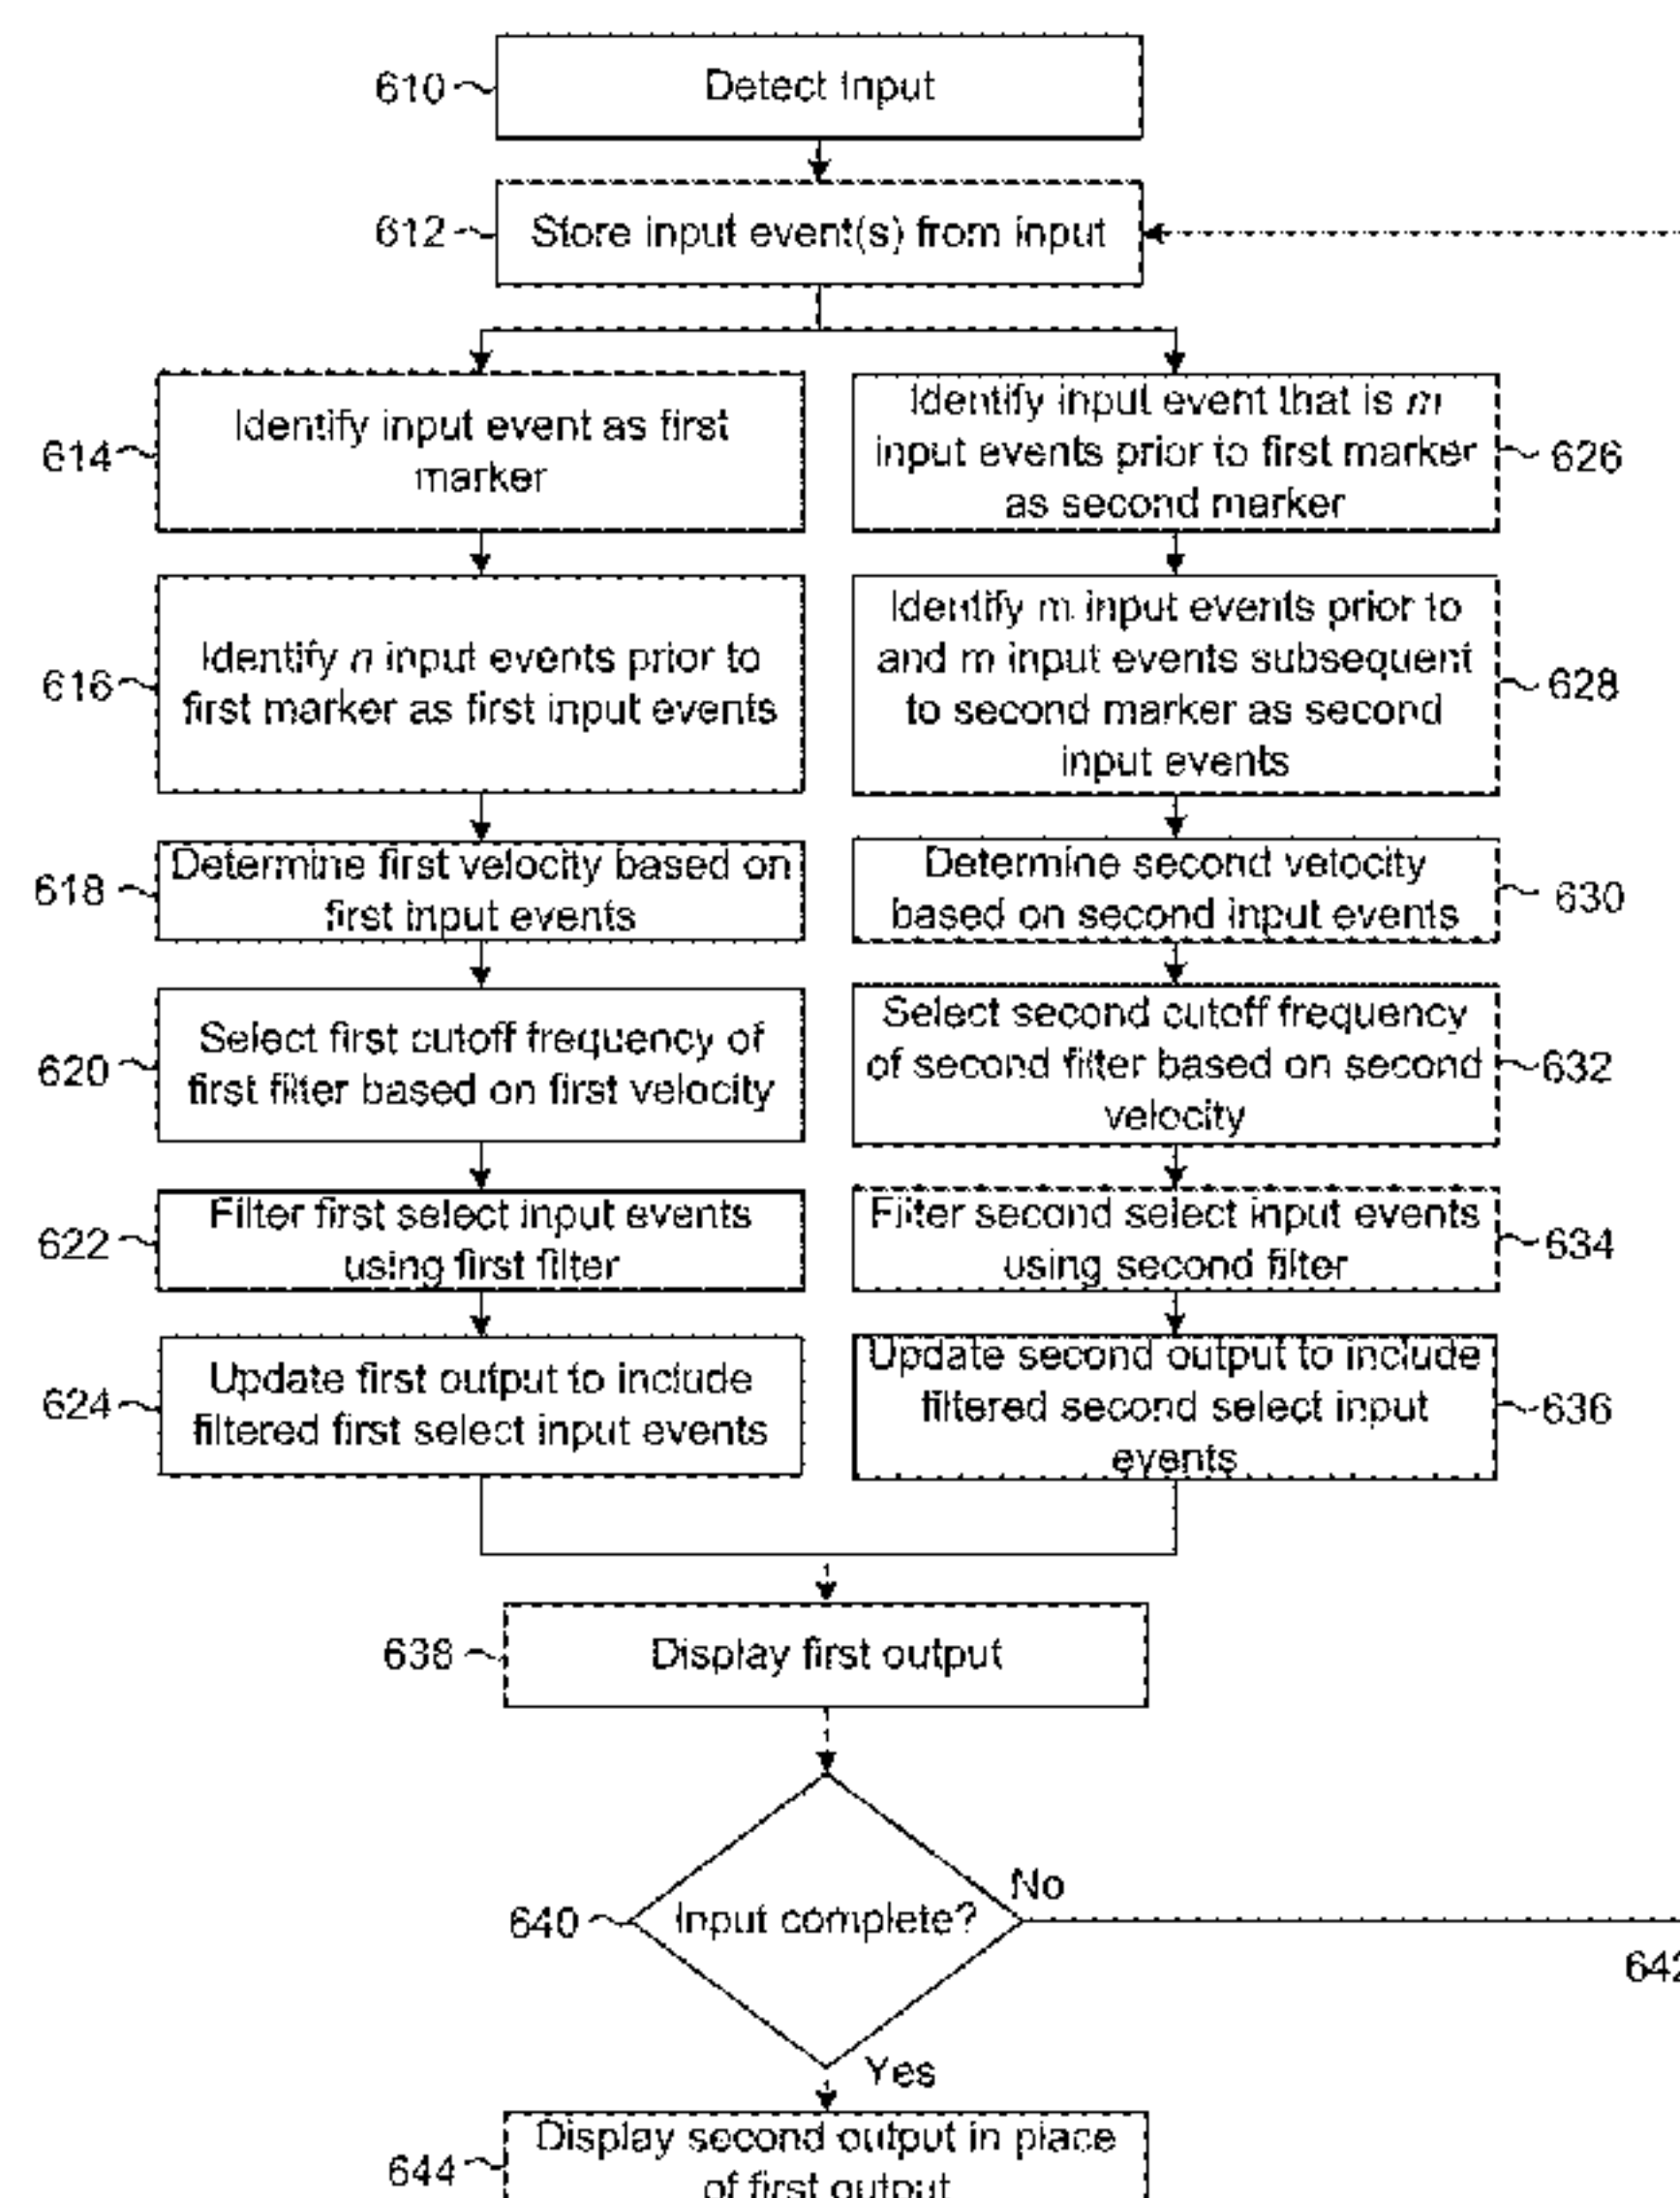 610
Detect Input
612
Store input event(s) from input
614
Identify input event as first
marker
616
Identify n input events prior to
first marker as first input events
618
Determine first velocity based on
first input events
620
Select first cutoff frequency of
first filter based on first velocity
622
Filter first select input events
using first filter
624
Update first output to include
filtered first select input events
Identify input event that is m
input events prior to first marker
as second marker
626
Identify m input events prior to
and m input events subsequent
to second marker as second
input events
628
Determine second velocity
based on second input events
630
Select second cutoff frequency
of second filter based on second
velocity
632
Filter second select input events
using second filter
634
Update second output to include
filtered second select input
events
636
638
Display first output
640
Input complete?
No
642
Yes
644
Display second output in place
of first output